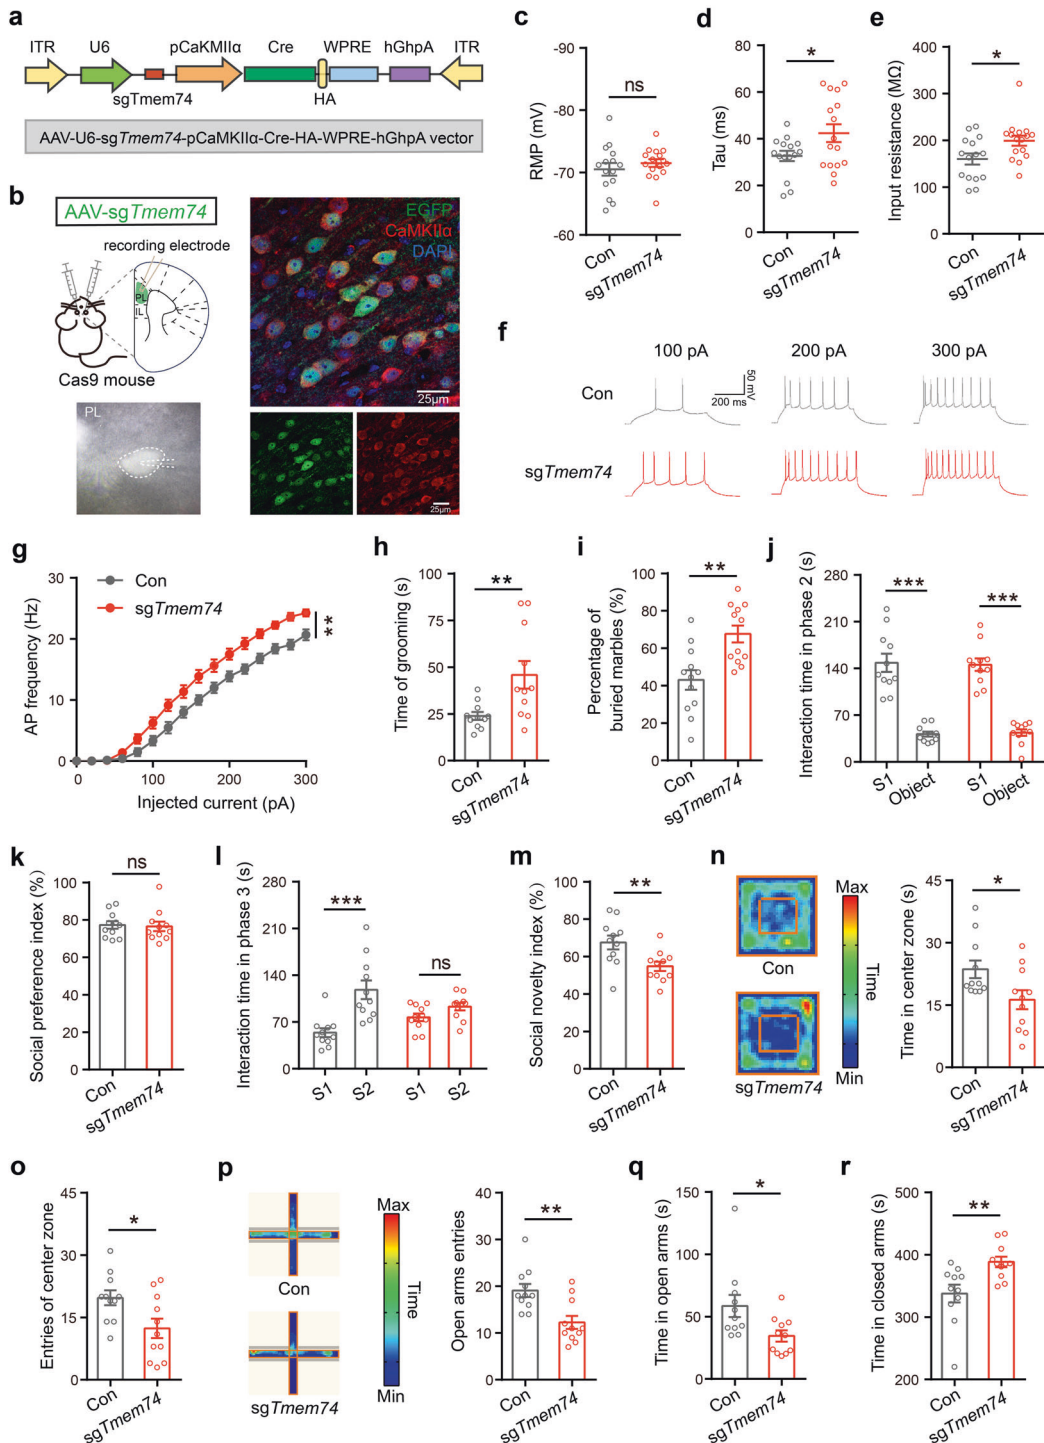 a
ITR U6 pCaKMIIα Cre WPRE hGhpA ITR
sgTmem74 HA
AAV-U6-sgTmem74-pCaMKIIα-Cre-HA-WPRE-hGhpA vector
b
AAV-sgTmem74
recording electrode
PL
IL
Cas9 mouse
PL
EGFP
CaMKIIα
DAPI
25μm
25μm
c
RMP (mV)
-90
-80
-70
-60
ns
Con
sgTmem74
d
Tau (ms)
80
60
40
20
0
*
Con
sgTmem74
e
Input resistance (MΩ)
400
300
200
100
0
*
Con
sgTmem74
f
100 pA 200 pA 300 pA
Con
50 mV
200 ms
sgTmem74
g
Con
sgTmem74
AP frequency (Hz)
30
20
10
0
100 200 300
Injected current (pA)
**
h
Time of grooming (s)
100
75
50
25
0
**
Con
sgTmem74
i
Percentage of
buried marbles (%)
100
80
60
40
20
0
**
Con
sgTmem74
j
Interaction time in phase 2 (s)
280
210
140
70
0
***
***
S1 Object S1 Object
k
Social preference index (%)
100
80
60
40
20
0
ns
Con
sgTmem74
l
Interaction time in phase 3 (s)
280
210
140
70
0
***
ns
S1 S2 S1 S2
m
Social novelty index (%)
100
80
60
40
20
0
**
Con
sgTmem74
n
Con
sgTmem74
Max
Time
Min
Time in center zone (s)
45
30
15
0
*
Con
sgTmem74
o
Entries of center zone
45
30
15
0
*
Con
sgTmem74
p
Con
sgTmem74
Max
Time
Min
Open arms entries
40
30
20
10
0
**
Con
sgTmem74
q
Time in open arms (s)
150
100
50
0
*
Con
sgTmem74
r
Time in closed arms (s)
500
400
300
200
**
Con
sgTmem74